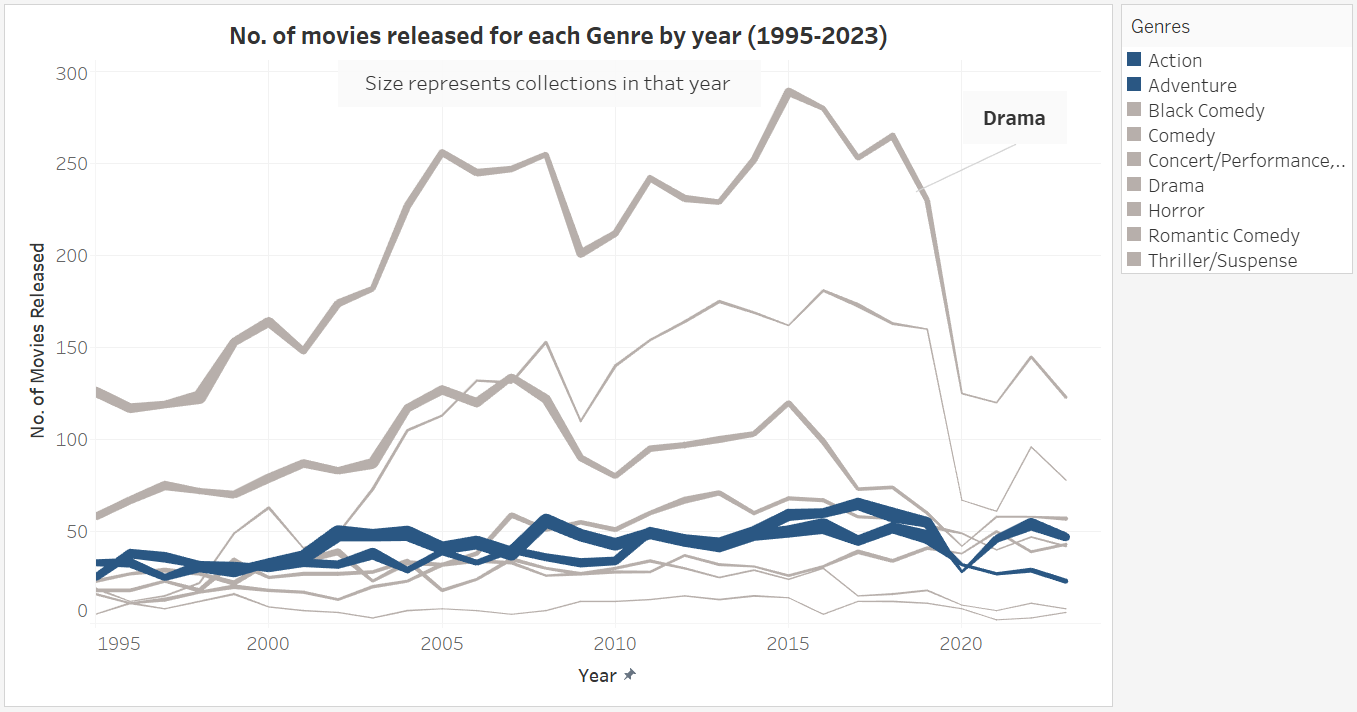 No. of movies released for each Genre by year (1995-2023)
Size represents collections in that year
Drama
300
250
200
150
100
50
0
No. of Movies Released
1995 2000 2005 2010 2015 2020
Year
Genres
Action
Adventure
Black Comedy
Comedy
Concert/Performance,..
Drama
Horror
Romantic Comedy
Thriller/Suspense